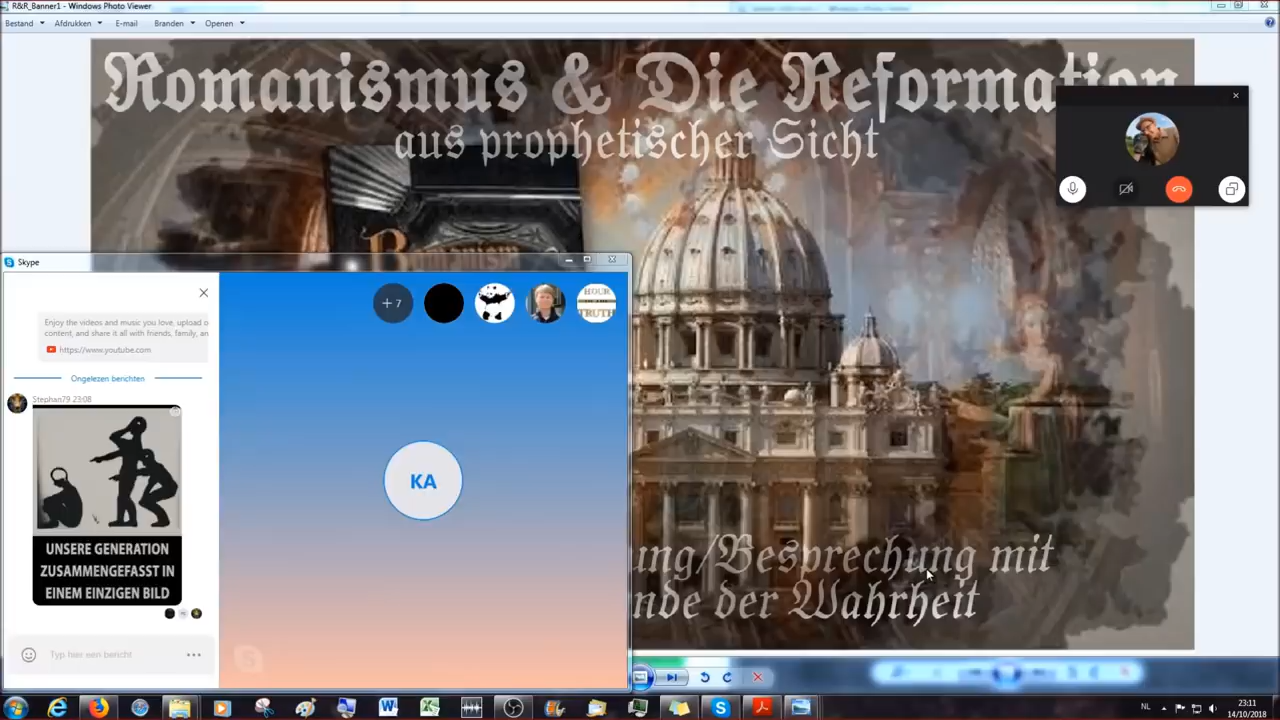 R&R_Banner1 - Windows Photo Viewer
Bestand Afdrukken E-mail Branden Openen
Romanismus & Die Reformation
aus prophetischer Sicht
Romanism
Skype
+7
HOUR
TRUTH
Enjoy the videos and music you love, upload o
content, and share it all with friends, family, an
https://www.youtube.com
Ongelezen berichten
Stephan79 23:08
UNSERE GENERATION
ZUSAMMENGEFASST IN
EINEM EINZIGEN BILD
KA
ung/Besprechung mit
nde der Wahrheit
Typ hier een bericht
NL
23:11
14/10/2018